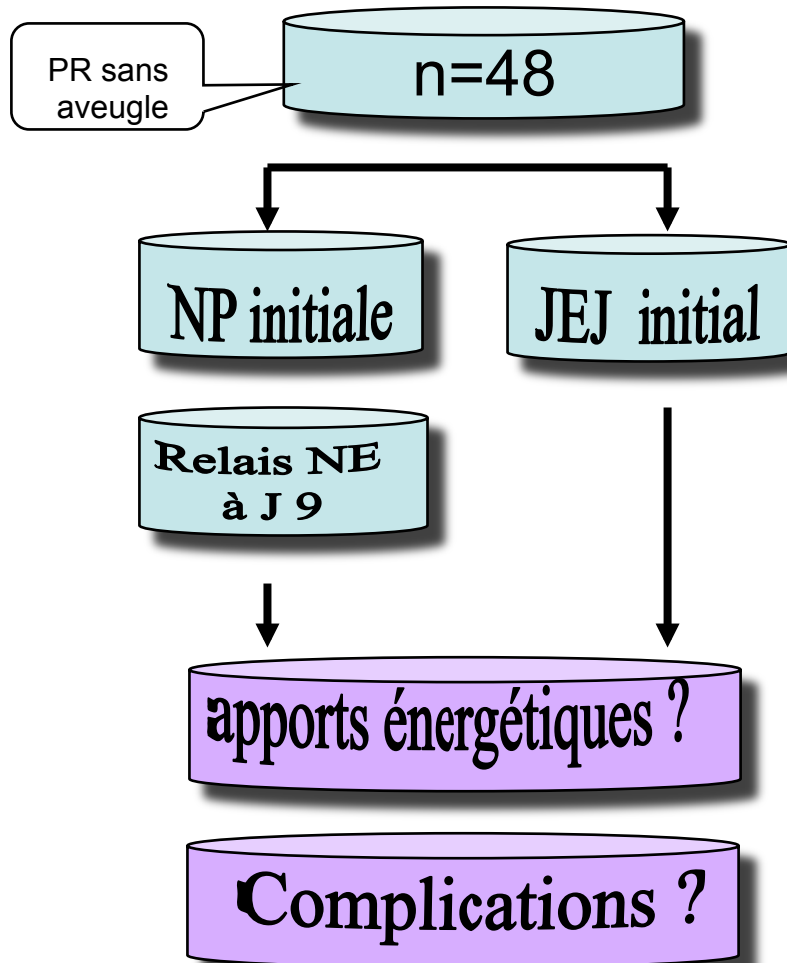 PR sans
aveugle
n=48
NP initiale
JEJ initial
Relais NE
à J 9
apports énergétiques ?
Complications ?